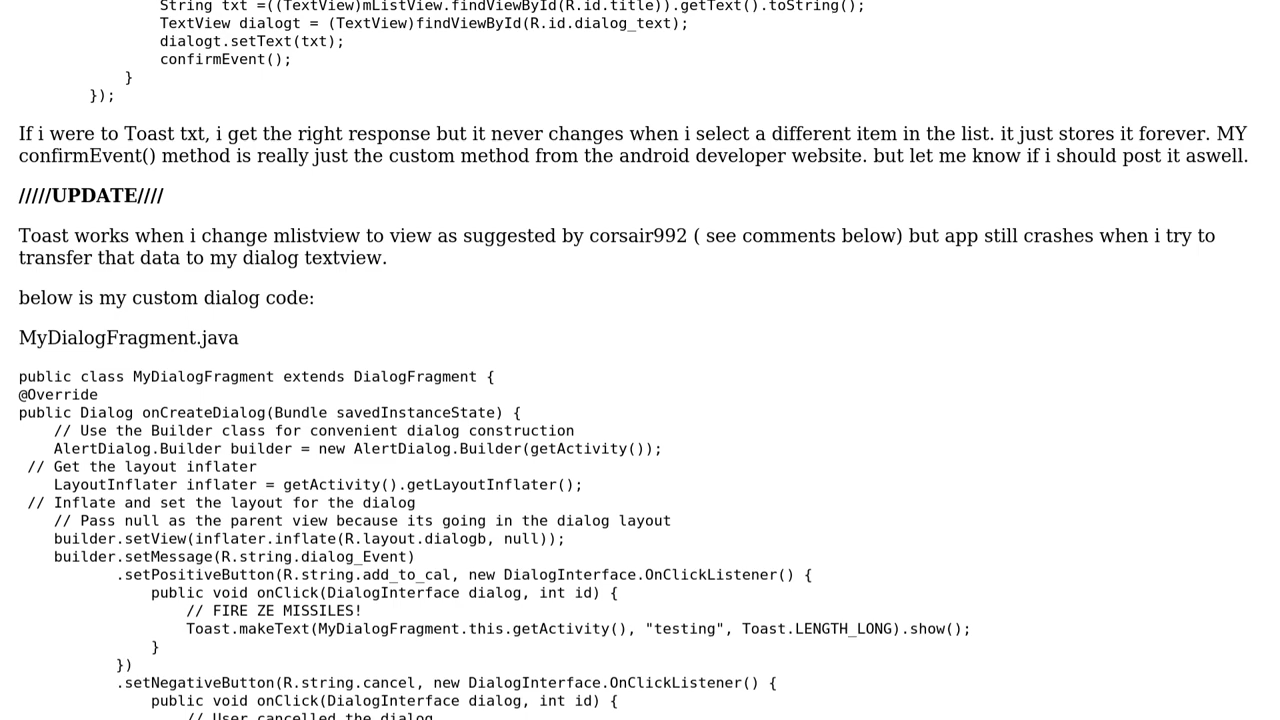 String txt =((TextView)mListView.findViewById(R.id.title)).getText().toString();
TextView dialogt = (TextView)findViewById(R.id.dialog_text);
dialogt.setText(txt);
confirmEvent();
}
});
If i were to Toast txt, i get the right response but it never changes when i select a different item in the list. it just stores it forever. MY
confirmEvent() method is really just the custom method from the android developer website. but let me know if i should post it aswell.
/////UPDATE////
Toast works when i change mlistview to view as suggested by corsair992 ( see comments below) but app still crashes when i try to
transfer that data to my dialog textview.
below is my custom dialog code:
MyDialogFragment.java
public class MyDialogFragment extends DialogFragment {
@Override
public Dialog onCreateDialog(Bundle savedInstanceState) {
// Use the Builder class for convenient dialog construction
AlertDialog.Builder builder = new AlertDialog.Builder(getActivity());
// Get the layout inflater
LayoutInflater inflater = getActivity().getLayoutInflater();
// Inflate and set the layout for the dialog
// Pass null as the parent view because its going in the dialog layout
builder.setView(inflater.inflate(R.layout.dialogb, null));
builder.setMessage(R.string.dialog_Event)
.setPositiveButton(R.string.add_to_cal, new DialogInterface.OnClickListener() {
public void onClick(DialogInterface dialog, int id) {
// FIRE ZE MISSILES!
Toast.makeText(MyDialogFragment.this.getActivity(), "testing", Toast.LENGTH_LONG).show();
}
})
.setNegativeButton(R.string.cancel, new DialogInterface.OnClickListener() {
public void onClick(DialogInterface dialog, int id) {
// User cancelled the dialog